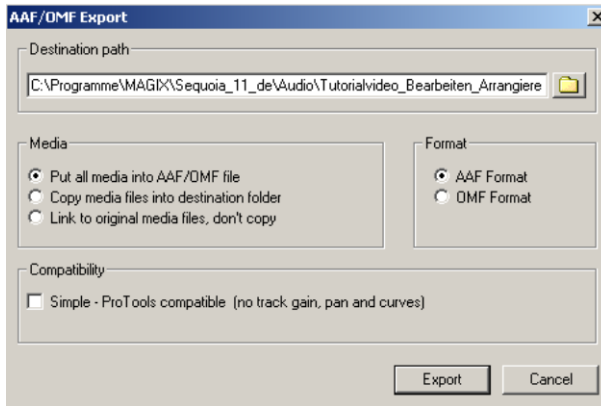 AAF/OMF Export
Destination path
C:\Programme\MAGIX\Sequoia_11_de\Audio\Tutorialvideo_Bearbeiten_Arrangiere
Media
Put all media into AAF/OMF file
Copy media files into destination folder
Link to original media files, don't copy
Format
AAF Format
OMF Format
Compatibility
Simple - ProTools compatible (no track gain, pan and curves)
Export
Cancel